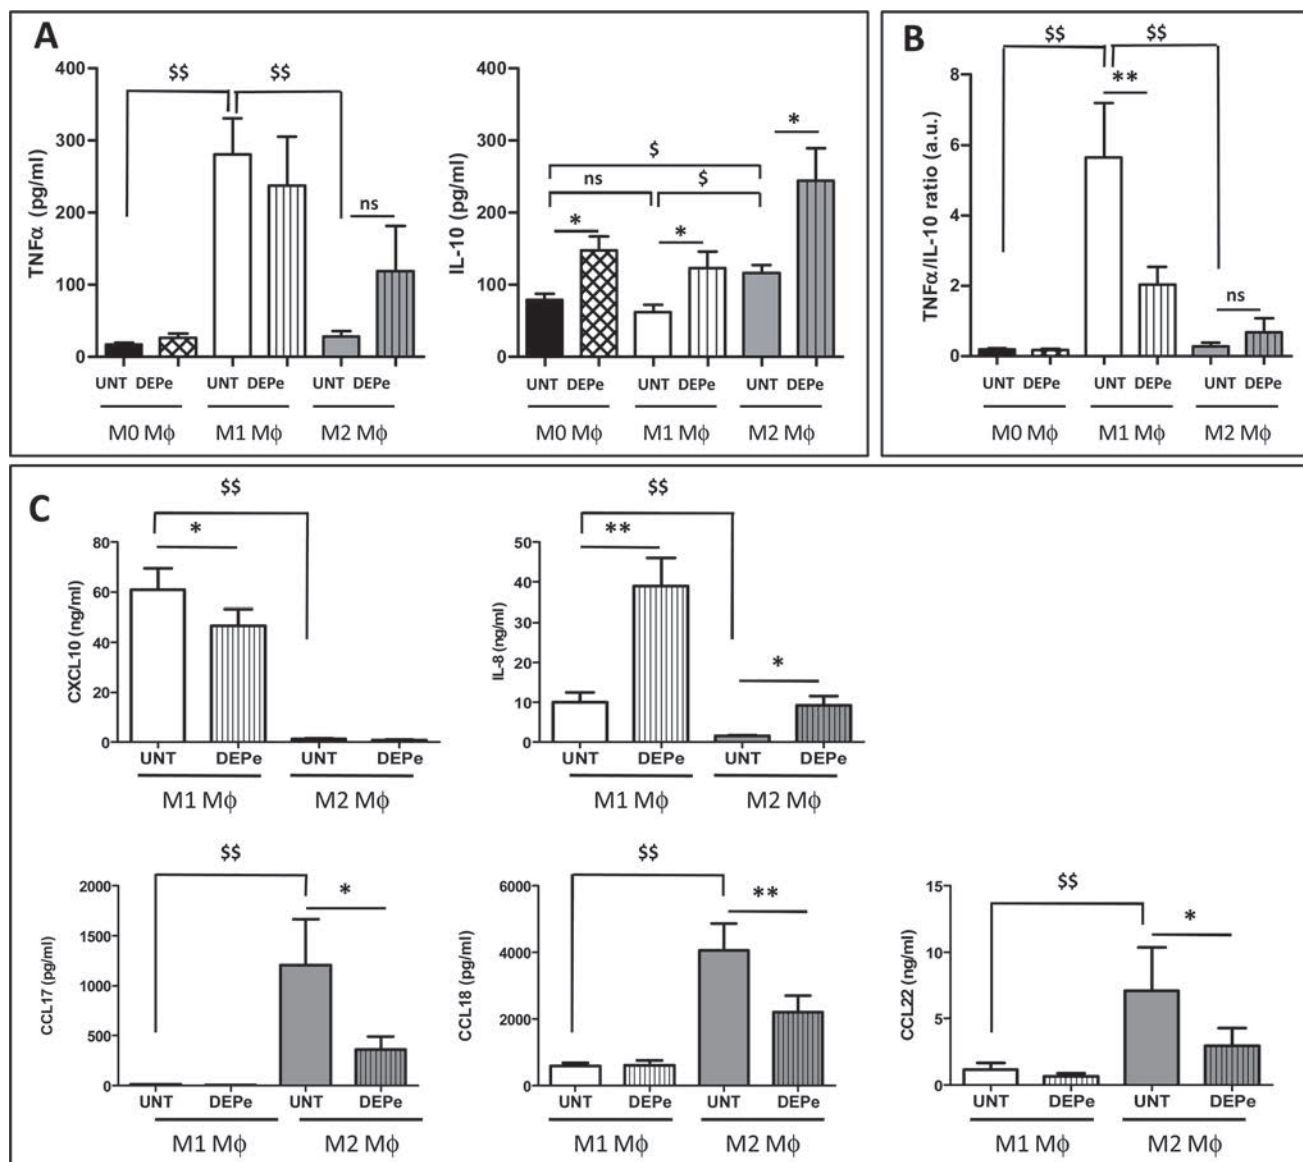 A
TNFα (pg/ml)
400
300
200
100
0
$$
$$
ns
UNT DEPe UNT DEPe UNT DEPe
M0 Mϕ M1 Mϕ M2 Mϕ
IL-10 (pg/ml)
400
300
200
100
0
*
$
ns
$
*
*
UNT DEPe UNT DEPe UNT DEPe
M0 Mϕ M1 Mϕ M2 Mϕ
B
TNFα/IL-10 ratio (a.u.)
8
6
4
2
0
$$
$$
**
ns
UNT DEPe UNT DEPe UNT DEPe
M0 Mϕ M1 Mϕ M2 Mϕ
C
CXCL10 (ng/ml)
80
60
40
20
0
$$
*
UNT DEPe UNT DEPe
M1 Mϕ M2 Mϕ
IL-8 (ng/ml)
50
40
30
20
10
0
$$
**
*
UNT DEPe UNT DEPe
M1 Mϕ M2 Mϕ
CCL17 (pg/ml)
2000
1500
1000
500
0
$$
*
UNT DEPe UNT DEPe
M1 Mϕ M2 Mϕ
CCL18 (pg/ml)
6000
4000
2000
0
$$
**
UNT DEPe UNT DEPe
M1 Mϕ M2 Mϕ
CCL22 (ng/ml)
15
10
5
0
$$
*
UNT DEPe UNT DEPe
M1 Mϕ M2 Mϕ